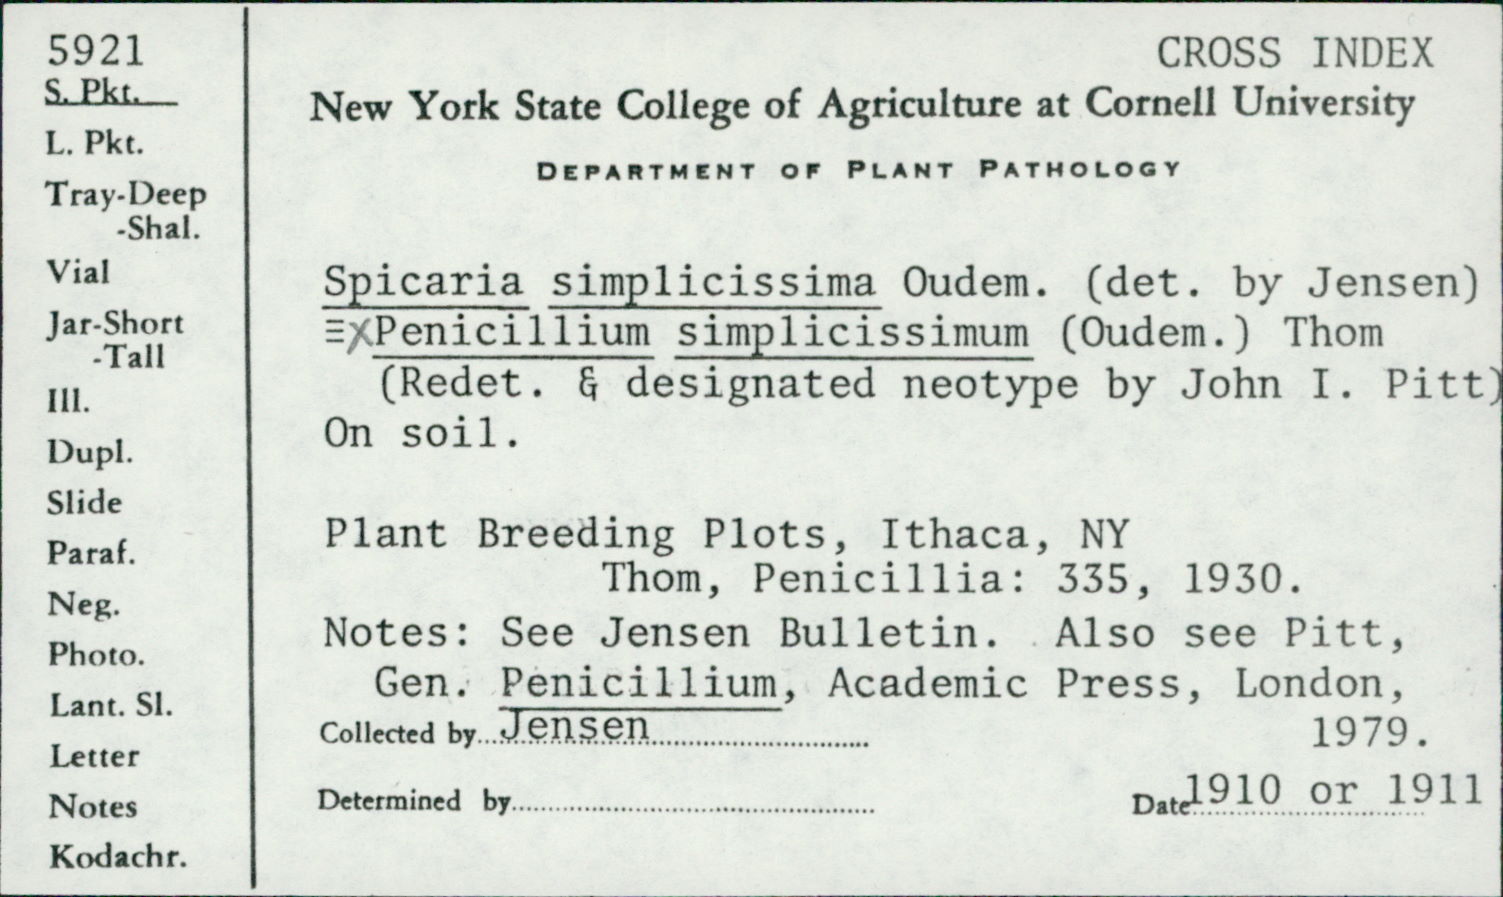 5921
S. Pkt.
L. Pkt.
Tray-Deep
-Shal.
Vial
Jar-Short
-Tall
Ill.
Dupl.
Slide
Paraf.
Neg.
Photo.
Lant. Sl.
Letter
Notes
Kodachr.
CROSS INDEX
New York State College of Agriculture at Cornell University
DEPARTMENT OF PLANT PATHOLOGY
Spicaria simplicissima Oudem. (det. by Jensen)
≡XPenicillium simplicissimum (Oudem.) Thom
(Redet. & designated neotype by John I. Pitt)
On soil.
Plant Breeding Plots, Ithaca, NY
Thom, Penicillia: 335, 1930.
Notes: See Jensen Bulletin. Also see Pitt,
Gen. Penicillium, Academic Press, London,
1979.
Collected by Jensen
Determined by
Date 1910 or 1911